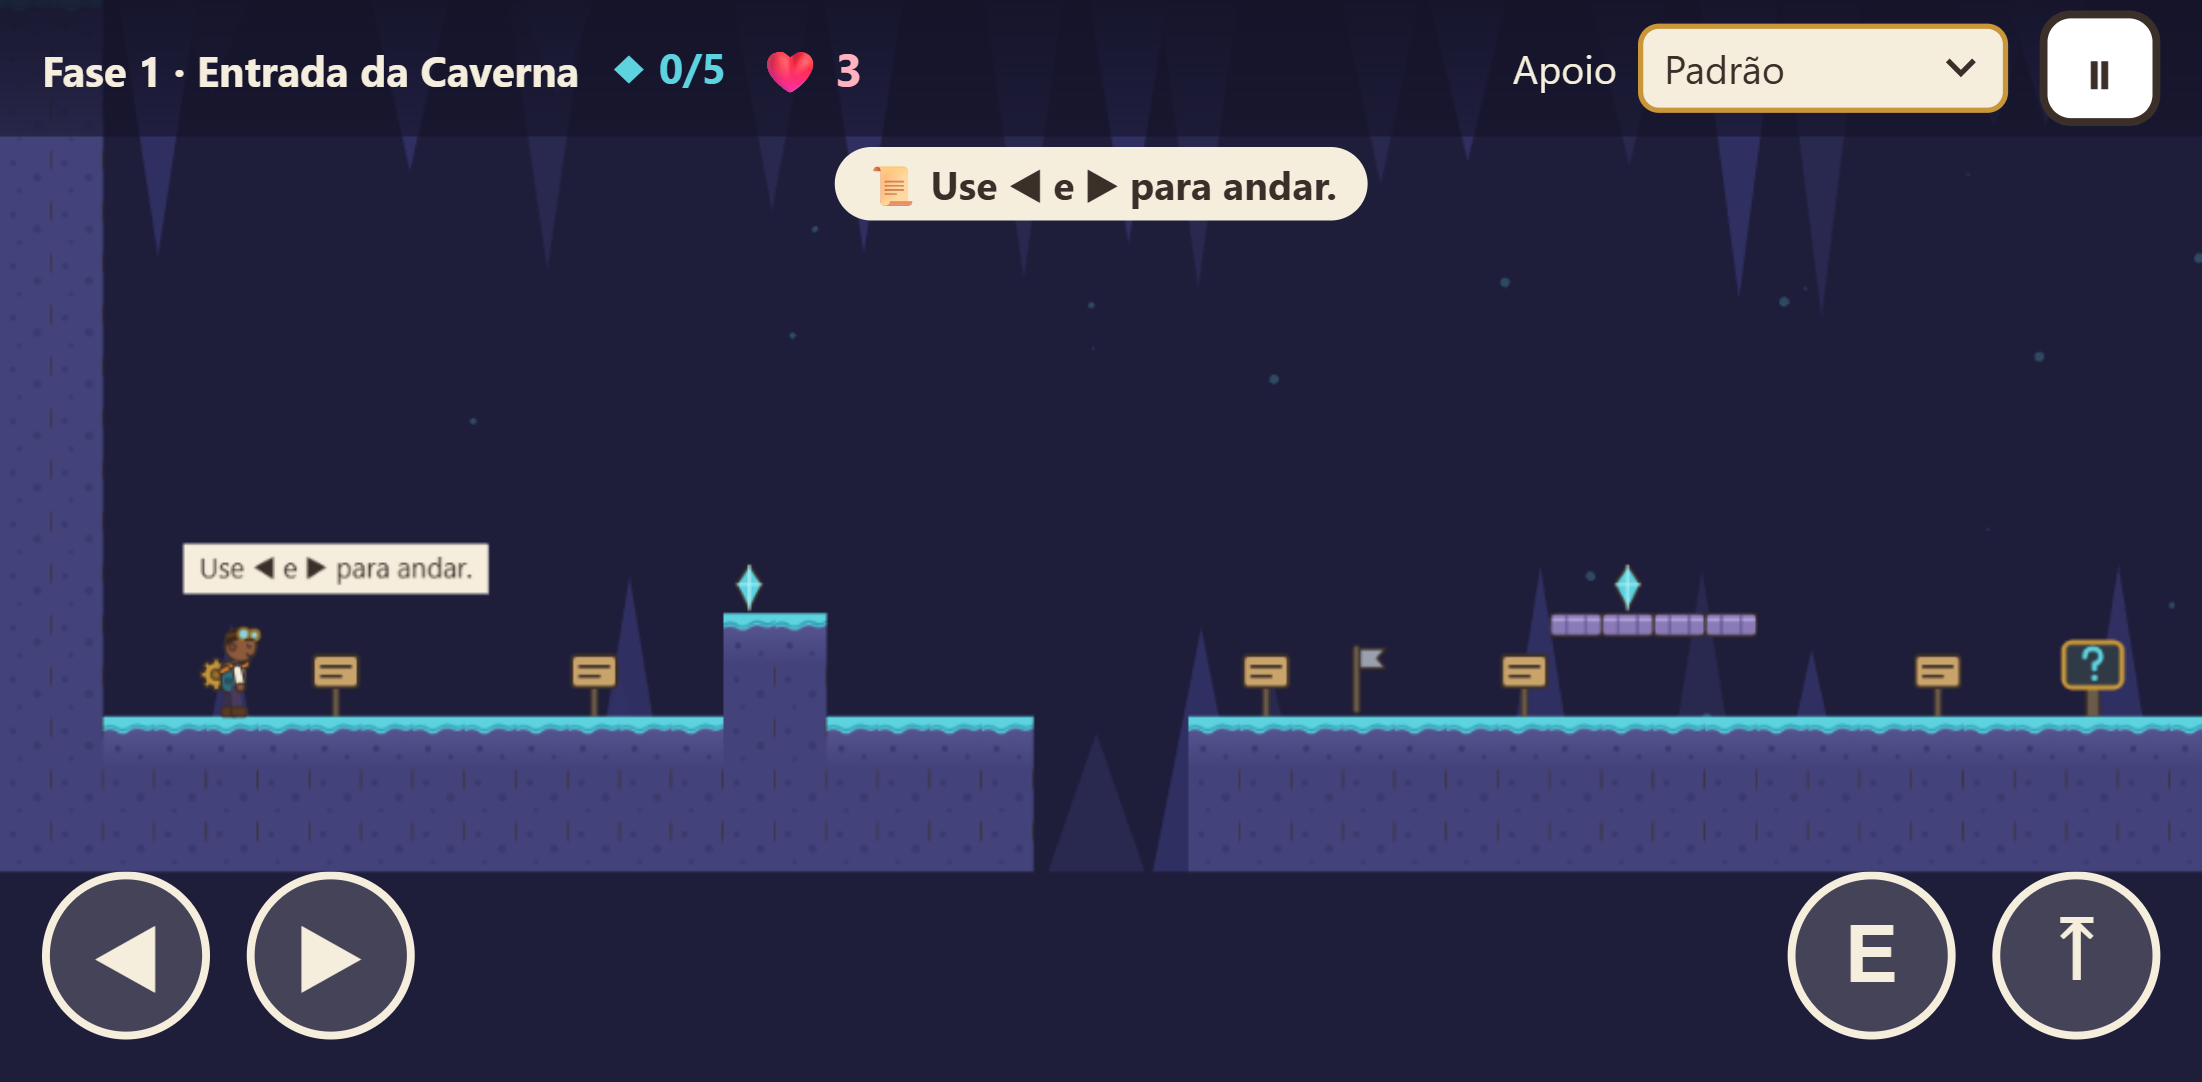 Fase 1 · Entrada da Caverna ◆ 0/5 ❤ 3 Apoio Padrão ⏸
📜 Use ◀ e ▶ para andar.
Use ◀ e ▶ para andar.
?
◀ ▶ E ⤒